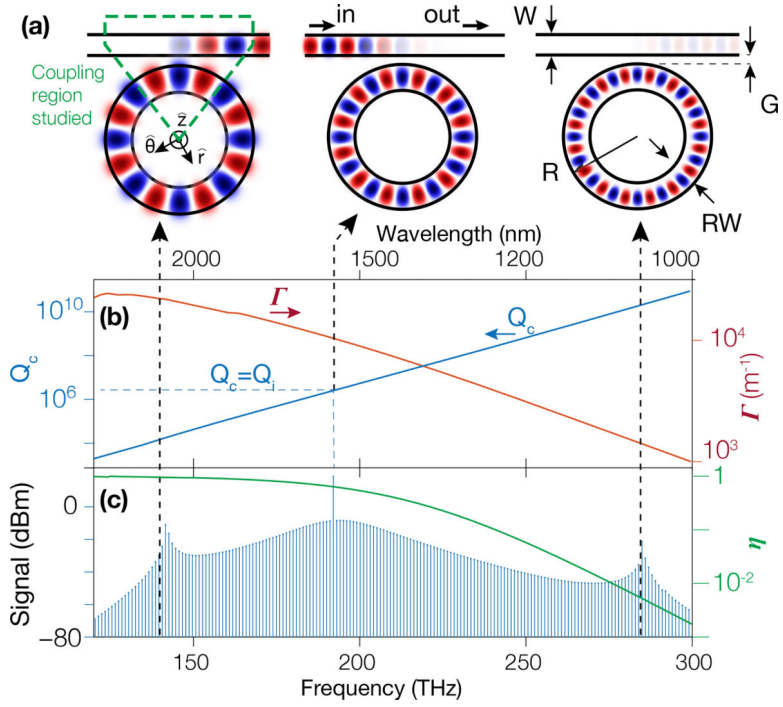 (a)
in
out
W
Coupling
region
studied
ẑ
θ̂
r̂
G
R
RW
Wavelength (nm)
2000
1500
1200
1000
(b)
Γ
Q_c
10^10
Q_c
10^6
Q_c=Q_i
10^4
Γ (m^-1)
10^3
(c)
Signal (dBm)
0
−80
1
η
10^-2
150
200
250
300
Frequency (THz)